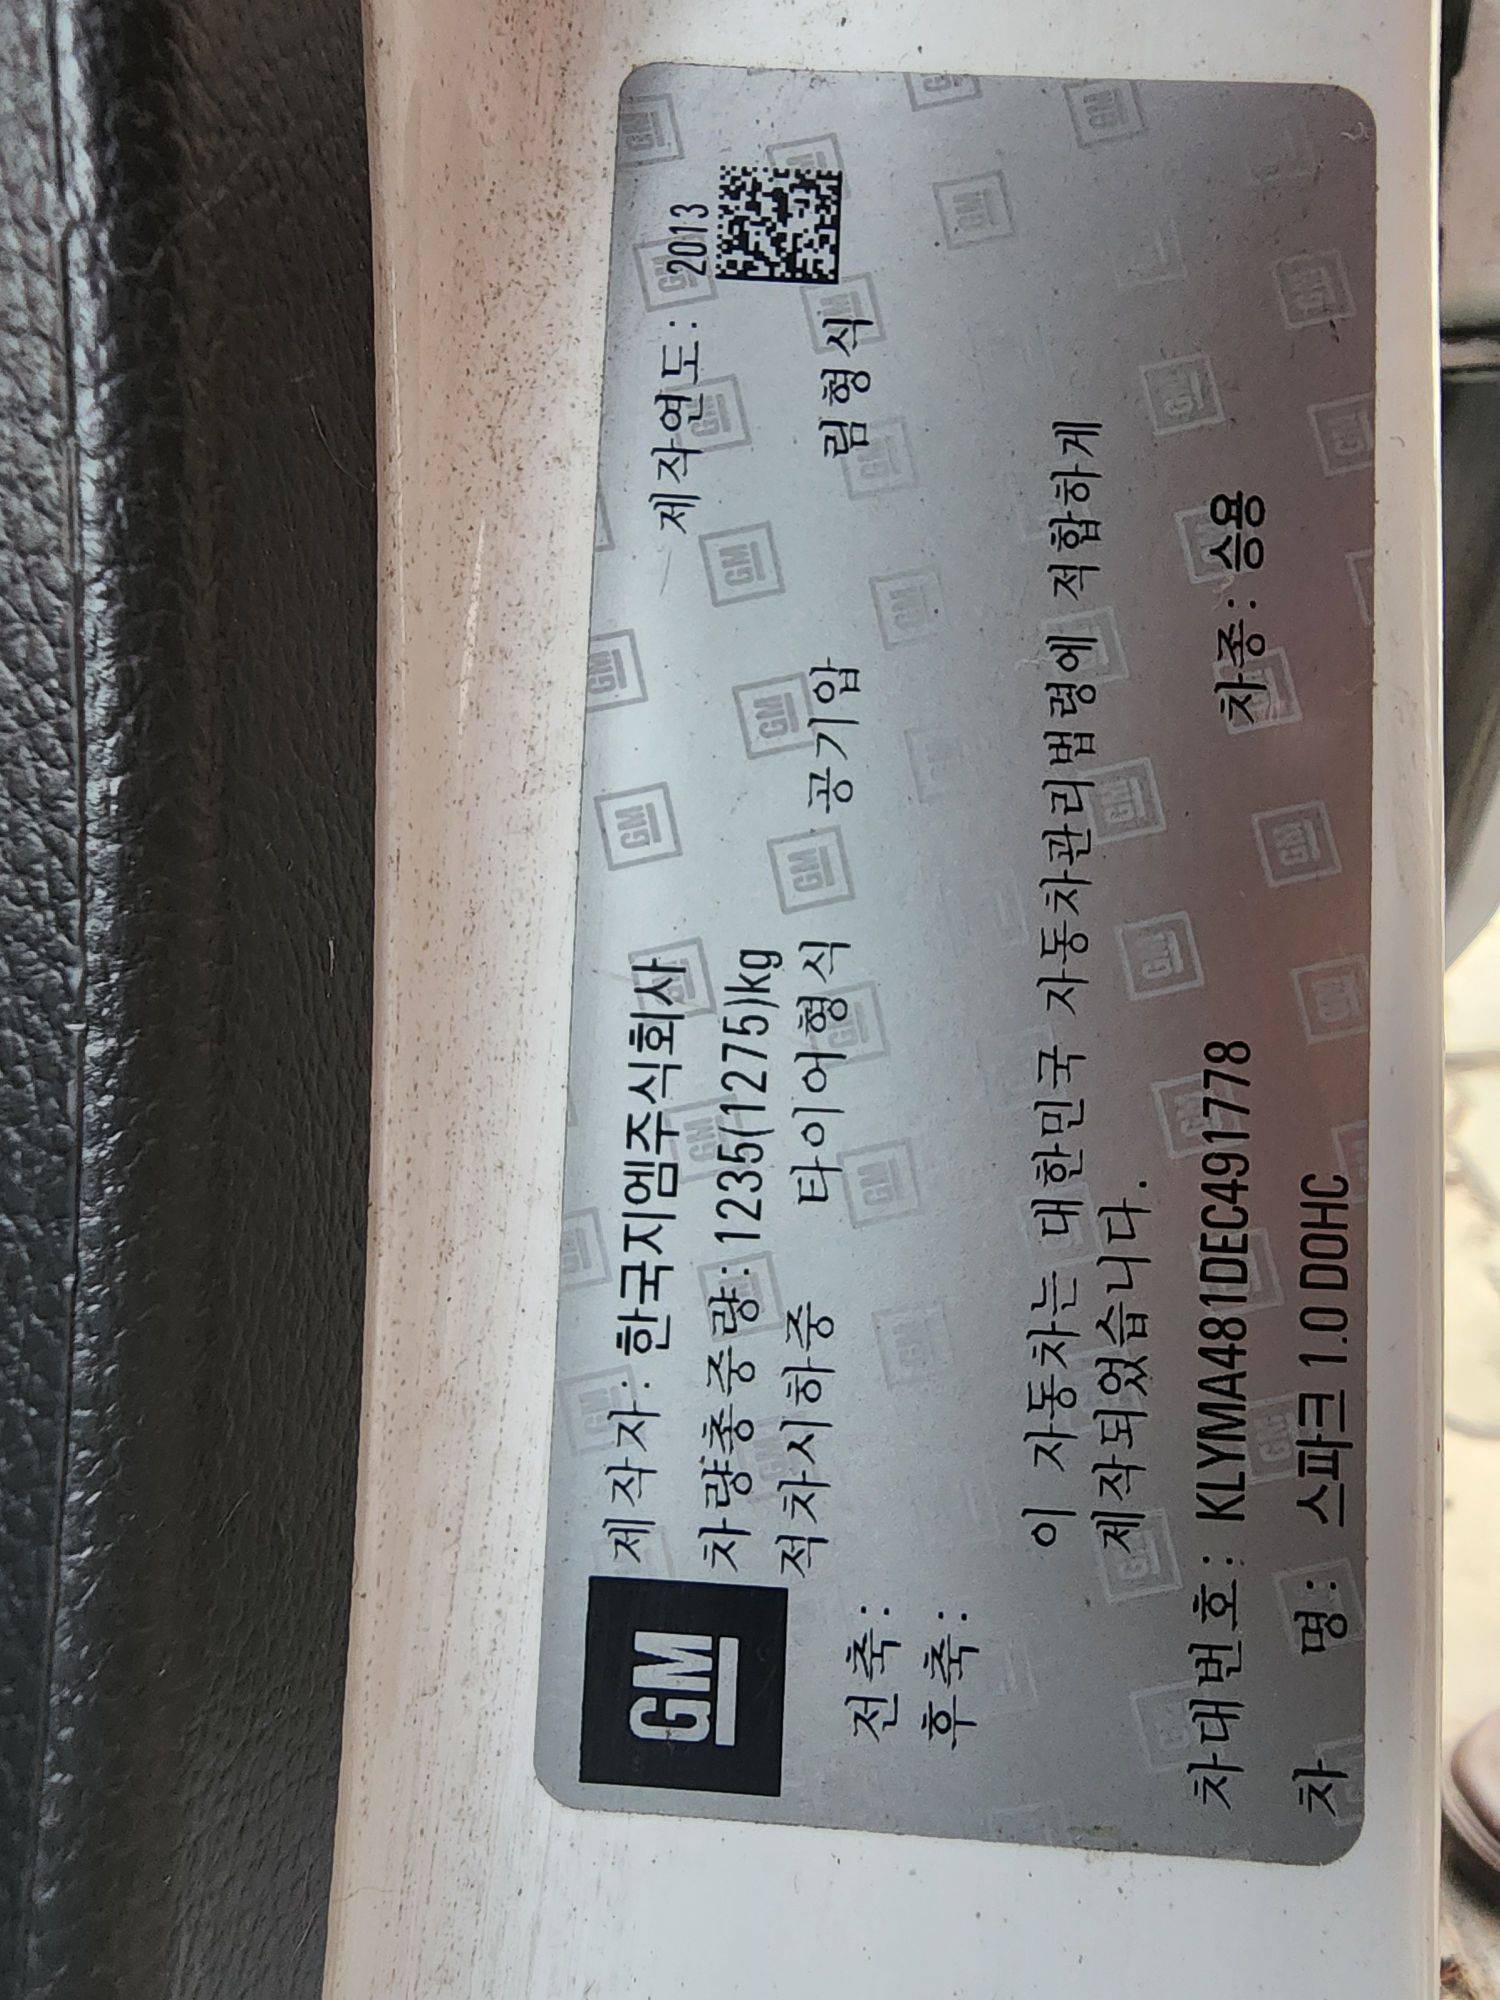 GM
제작자: 한국지엠주식회사 제작연도: 2013
차량총중량:1235(1275)kg
적차시하중 타이어형식 공기압 림형식
전축:
후축:
이 자동차는 대한민국 자동차관리법령에 적합하게
제작되었습니다.
차대번호: KLYMA481DEC491778 차종:승용
차 명: 스파크 1.0 DOHC